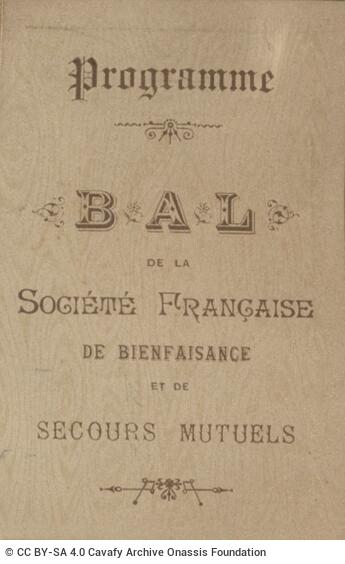 Programme
BAL
DE LA
SOCIÉTÉ FRANÇAISE
DE BIENFAISANCE
ET DE
SECOURS MUTUELS
© CC BY-SA 4.0 Cavafy Archive Onassis Foundation